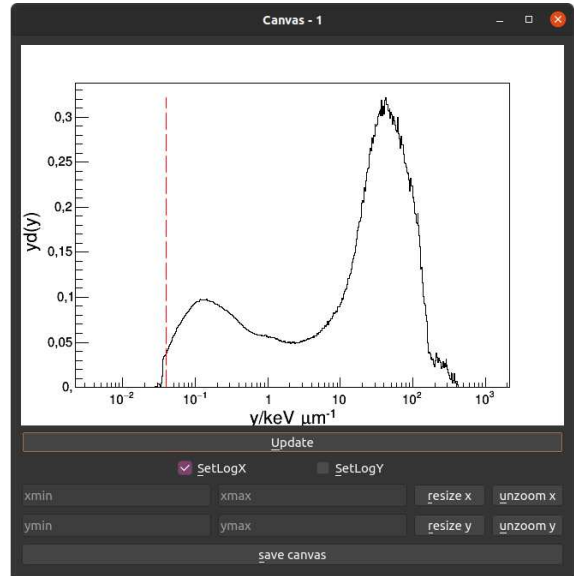 Canvas - 1
0,3
0,25
0,2
0,15
0,1
0,05
0,
yd(y)
10⁻² 10⁻¹ 1 10 10² 10³
y/keV μm⁻¹
Update
SetLogX SetLogY
xmin xmax resize x unzoom x
ymin ymax resize y unzoom y
save canvas